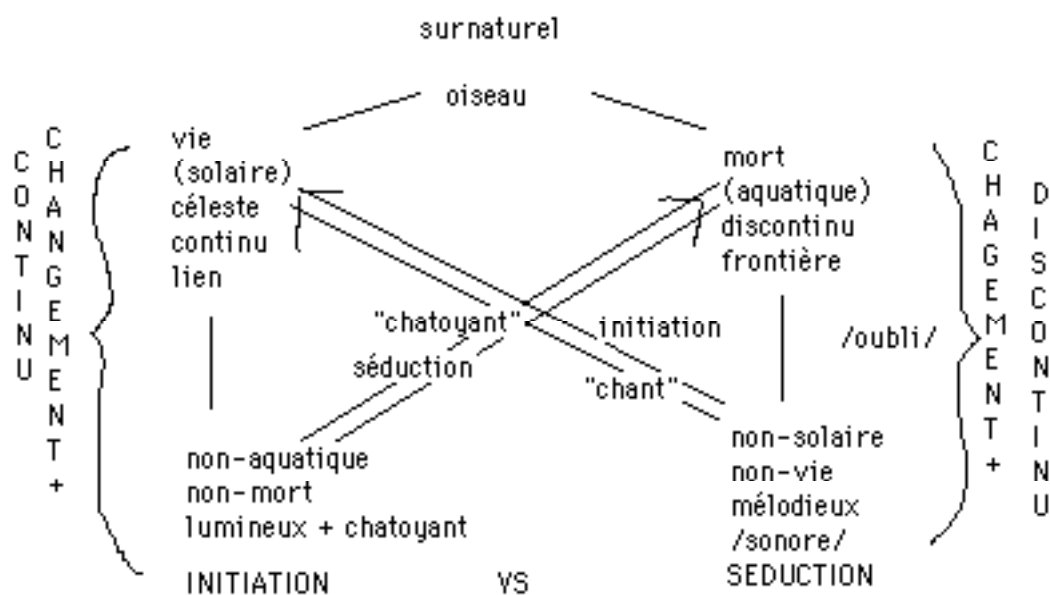 surnaturel
oiseau
CONTINU
CHANGEMENT+
vie
(solaire)
céleste
continu
lien
mort
(aquatique)
discontinu
frontière
CHAGEMENT+
DISCONTINU
"chatoyant"
initiation
/oubli/
séduction
"chant"
non-aquatique
non-mort
lumineux + chatoyant
non-solaire
non-vie
mélodieux
/sonore/
INITIATION VS SEDUCTION